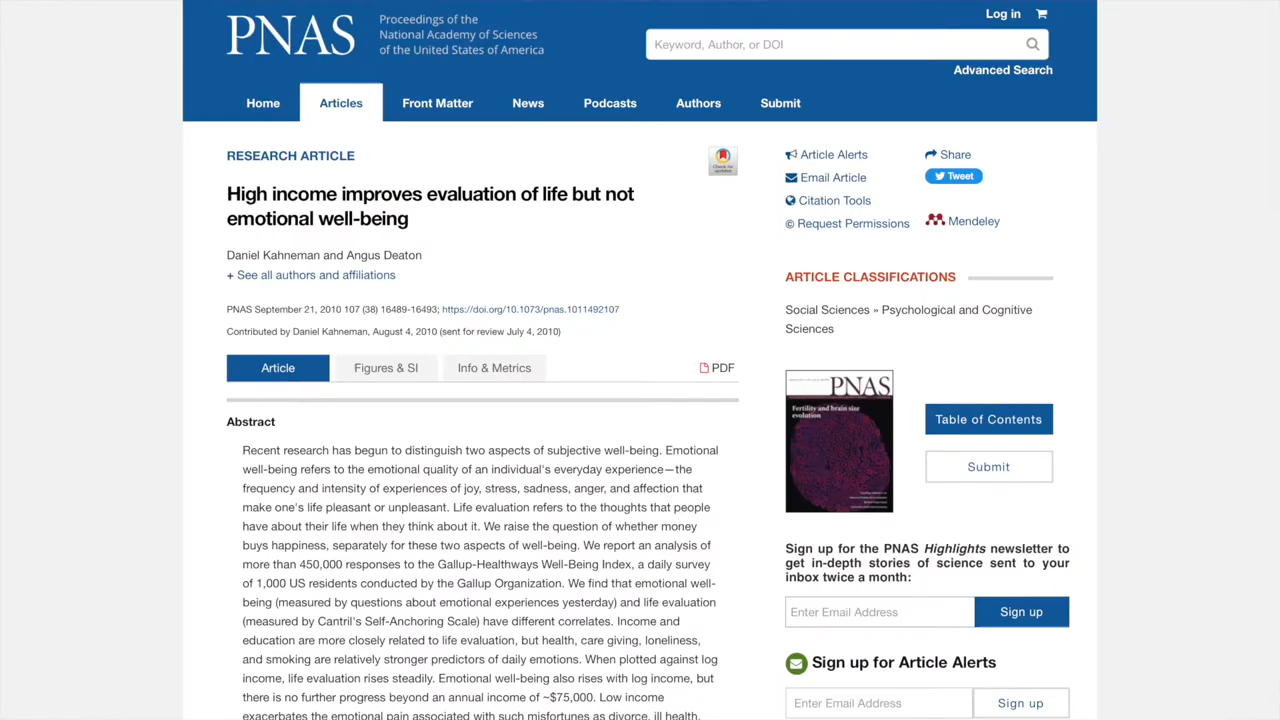 PNAS
Proceedings of the
National Academy of Sciences
of the United States of America
Log in
Keyword, Author, or DOI
Advanced Search
Home
Articles
Front Matter
News
Podcasts
Authors
Submit
RESEARCH ARTICLE
High income improves evaluation of life but not
emotional well-being
Daniel Kahneman and Angus Deaton
+ See all authors and affiliations
PNAS September 21, 2010 107 (38) 16489-16493; https://doi.org/10.1073/pnas.1011492107
Contributed by Daniel Kahneman, August 4, 2010 (sent for review July 4, 2010)
Article
Figures & SI
Info & Metrics
PDF
Abstract
Recent research has begun to distinguish two aspects of subjective well-being. Emotional
well-being refers to the emotional quality of an individual's everyday experience—the
frequency and intensity of experiences of joy, stress, sadness, anger, and affection that
make one's life pleasant or unpleasant. Life evaluation refers to the thoughts that people
have about their life when they think about it. We raise the question of whether money
buys happiness, separately for these two aspects of well-being. We report an analysis of
more than 450,000 responses to the Gallup-Healthways Well-Being Index, a daily survey
of 1,000 US residents conducted by the Gallup Organization. We find that emotional well-
being (measured by questions about emotional experiences yesterday) and life evaluation
(measured by Cantril's Self-Anchoring Scale) have different correlates. Income and
education are more closely related to life evaluation, but health, care giving, loneliness,
and smoking are relatively stronger predictors of daily emotions. When plotted against log
income, life evaluation rises steadily. Emotional well-being also rises with log income, but
there is no further progress beyond an annual income of ~$75,000. Low income
exacerbates the emotional pain associated with such misfortunes as divorce, ill health,
Article Alerts
Share
Email Article
Tweet
Citation Tools
© Request Permissions
Mendeley
ARTICLE CLASSIFICATIONS
Social Sciences » Psychological and Cognitive
Sciences
PNAS
Fertility and brain size
evolution
Table of Contents
Submit
Sign up for the PNAS Highlights newsletter to
get in-depth stories of science sent to your
inbox twice a month:
Enter Email Address
Sign up
Sign up for Article Alerts
Enter Email Address
Sign up